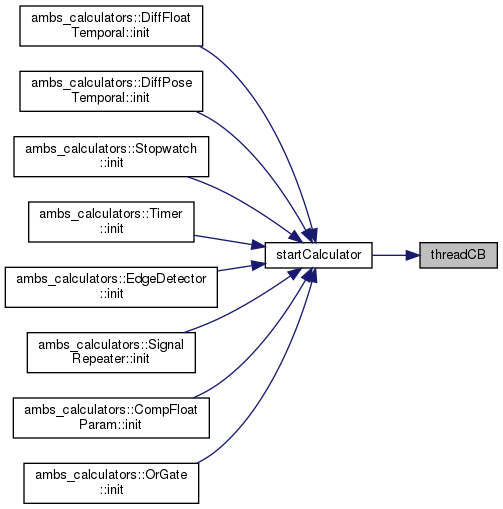 ambs_calculators::DiffFloat
Temporal::init
ambs_calculators::DiffPose
Temporal::init
ambs_calculators::Stopwatch
::init
ambs_calculators::Timer
::init
ambs_calculators::EdgeDetector
::init
ambs_calculators::Signal
Repeater::init
ambs_calculators::CompFloat
Param::init
ambs_calculators::OrGate
::init
startCalculator
threadCB